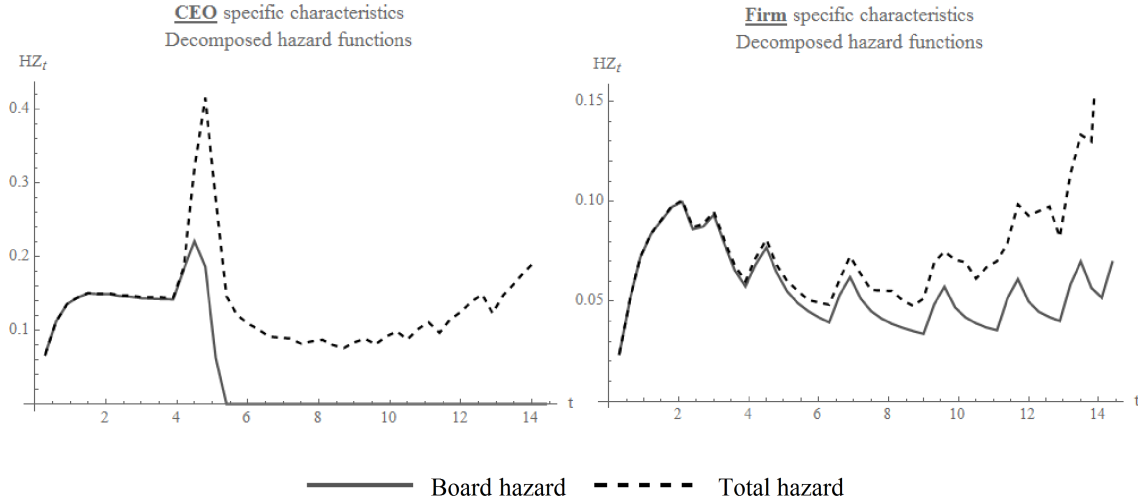 CEO specific characteristics
Decomposed hazard functions
HZt
0.4
0.3
0.2
0.1
2 4 6 8 10 12 14 t
Firm specific characteristics
Decomposed hazard functions
HZt
0.15
0.10
0.05
2 4 6 8 10 12 14 t
Board hazard Total hazard